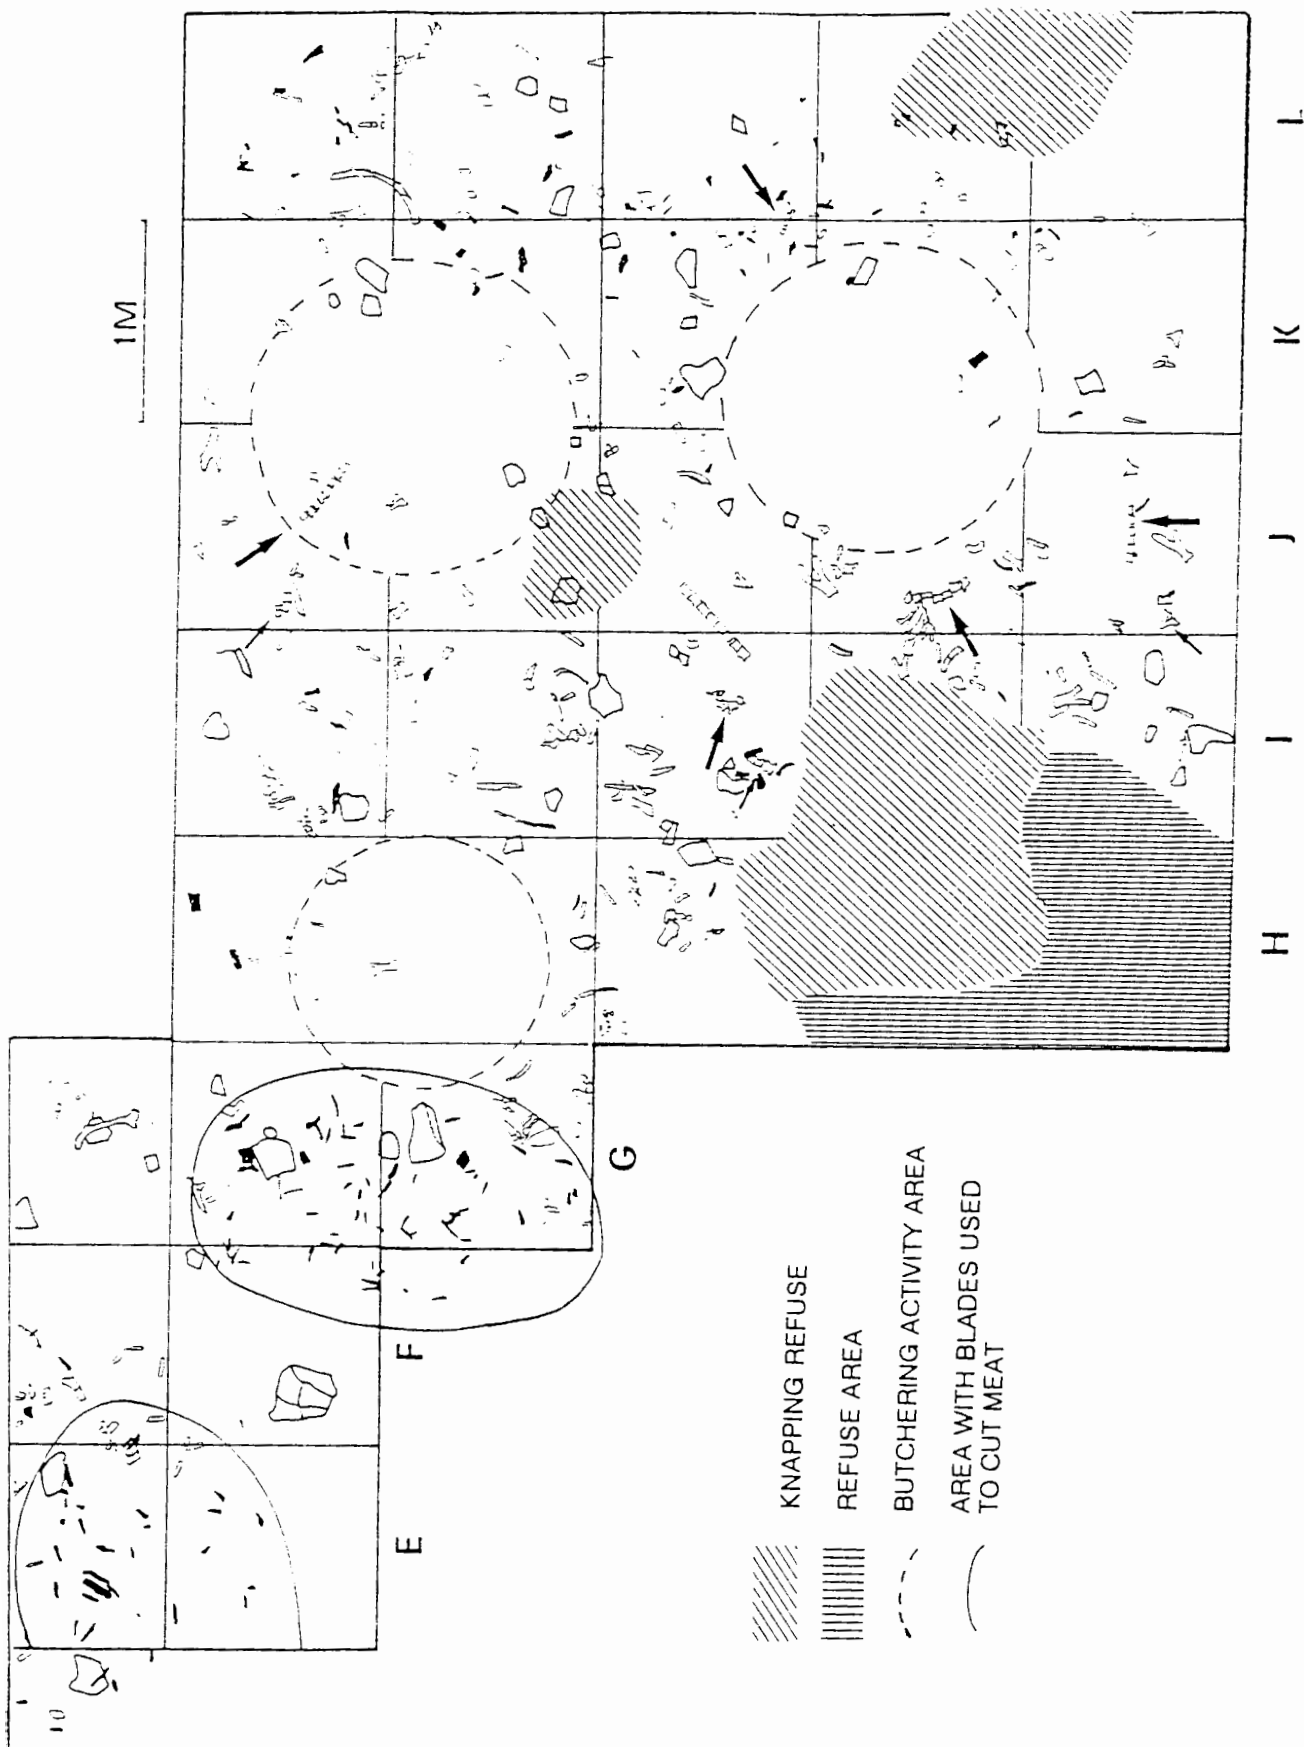 1M
E
F
G
H
I
J
K
L
KNAPPING REFUSE
REFUSE AREA
BUTCHERING ACTIVITY AREA
AREA WITH BLADES USED
TO CUT MEAT